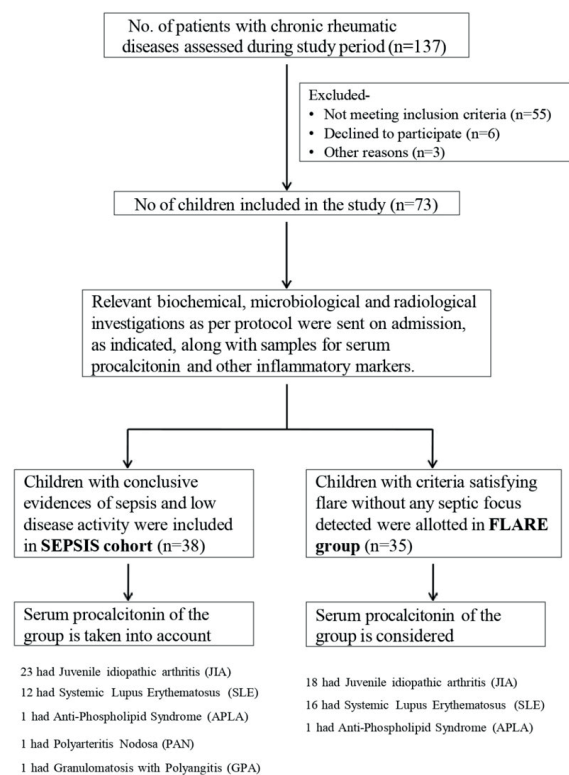 No. of patients with chronic rheumatic
diseases assessed during study period (n=137)
Excluded-
• Not meeting inclusion criteria (n=55)
• Declined to participate (n=6)
• Other reasons (n=3)
No of children included in the study (n=73)
Relevant biochemical, microbiological and radiological
investigations as per protocol were sent on admission,
as indicated, along with samples for serum
procalcitonin and other inflammatory markers.
Children with conclusive
evidences of sepsis and low
disease activity were included
in SEPSIS cohort (n=38)
Children with criteria satisfying
flare without any septic focus
detected were allotted in FLARE
group (n=35)
Serum procalcitonin of the
group is taken into account
Serum procalcitonin of the
group is considered
23 had Juvenile idiopathic arthritis (JIA)
12 had Systemic Lupus Erythematosus (SLE)
1 had Anti-Phospholipid Syndrome (APLA)
1 had Polyarteritis Nodosa (PAN)
1 had Granulomatosis with Polyangitis (GPA)
18 had Juvenile idiopathic arthritis (JIA)
16 had Systemic Lupus Erythematosus (SLE)
1 had Anti-Phospholipid Syndrome (APLA)